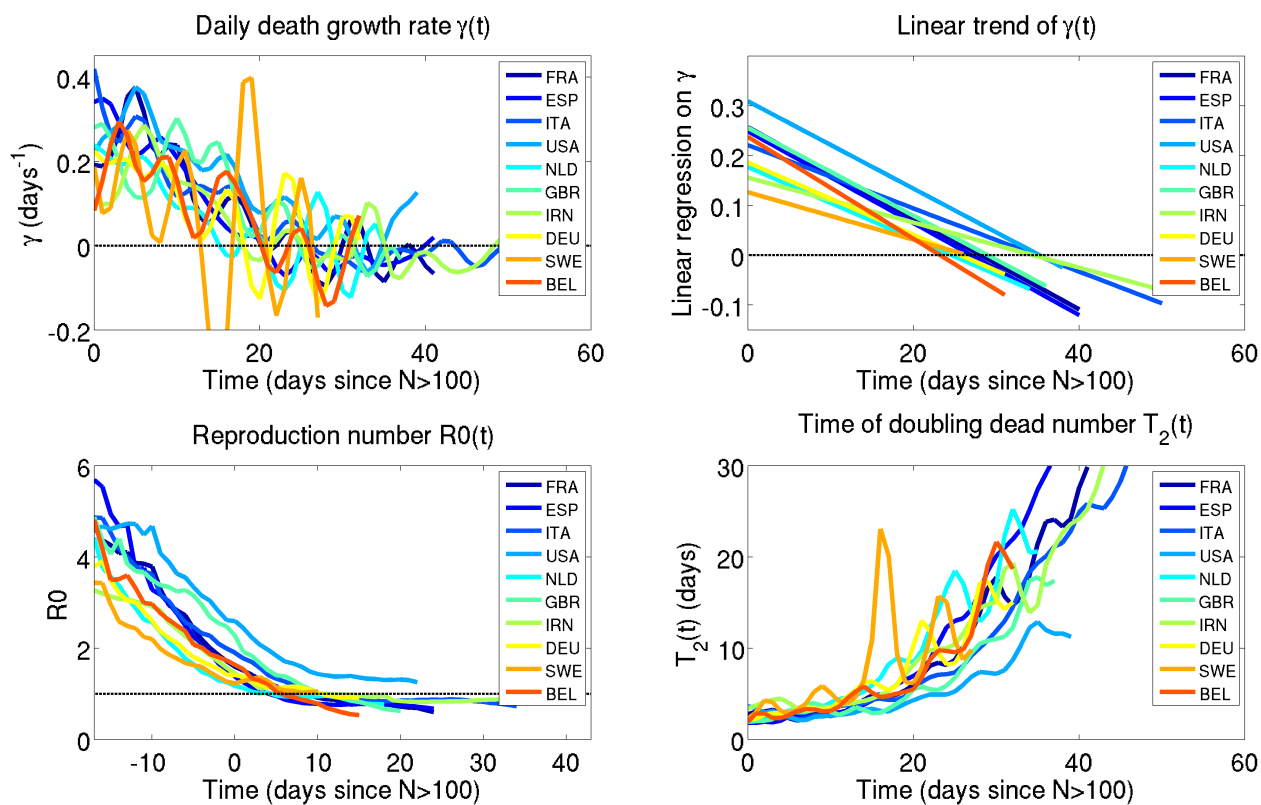 Daily death growth rate γ(t)
γ (days⁻¹)
0.4
0.2
0
-0.2
0
20
40
60
Time (days since N>100)
FRA
ESP
ITA
USA
NLD
GBR
IRN
DEU
SWE
BEL
Linear trend of γ(t)
Linear regression on γ
0.3
0.2
0.1
0
-0.1
0
20
40
60
Time (days since N>100)
FRA
ESP
ITA
USA
NLD
GBR
IRN
DEU
SWE
BEL
Reproduction number R0(t)
R0
6
4
2
0
-10
0
10
20
30
40
Time (days since N>100)
FRA
ESP
ITA
USA
NLD
GBR
IRN
DEU
SWE
BEL
Time of doubling dead number T₂(t)
T₂(t) (days)
30
20
10
0
0
20
40
60
Time (days since N>100)
FRA
ESP
ITA
USA
NLD
GBR
IRN
DEU
SWE
BEL